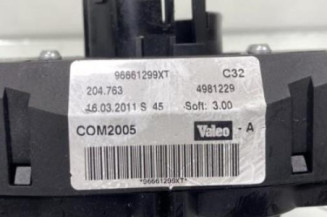 96661299XT C32
204.763 4981229
16.03.2011 S 45 Soft: 3.00
COM2005 Valeo - A
*96661299XT*